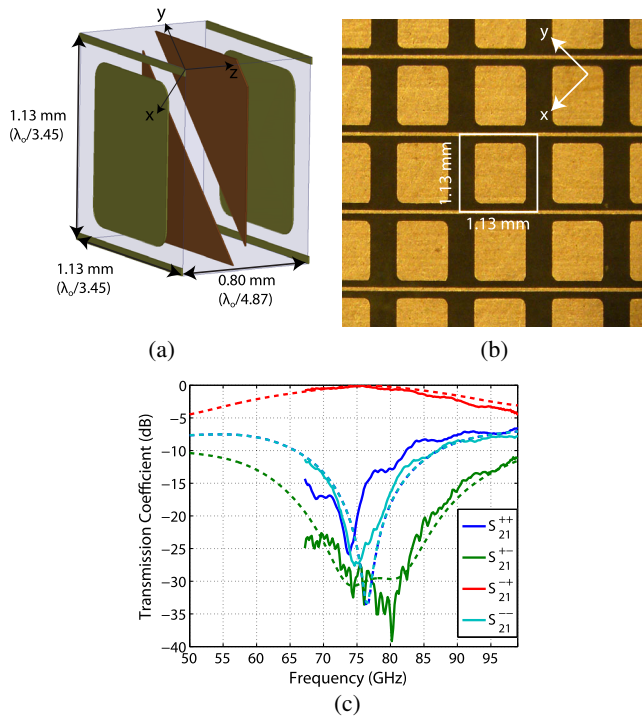 y
z
x
1.13 mm
(λo/3.45)
1.13 mm
(λo/3.45)
0.80 mm
(λo/4.87)
(a)
y
x
1.13 mm
1.13 mm
(b)
Transmission Coefficient (dB)
0
−5
−10
−15
−20
−25
−30
−35
−40
50 55 60 65 70 75 80 85 90 95
Frequency (GHz)
S21++
S21+−
S21−+
S21−−
(c)